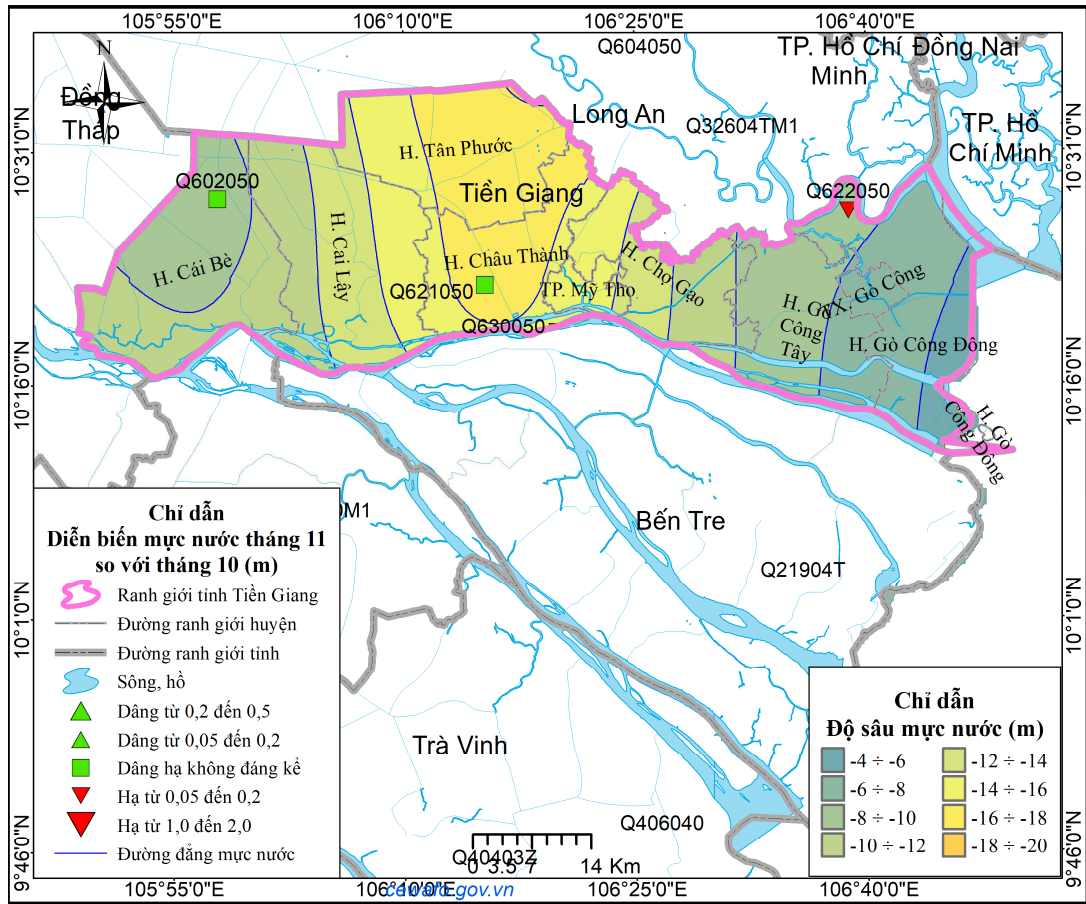 105°55'0"E 106°10'0"E 106°25'0"E 106°40'0"E
N
Q604050
TP. Hồ Chí Minh
Đồng Nai
Đồng Tháp
Long An
Q32604TM1
TP. Hồ Chí Minh
10°31'0"N
10°31'0"N
H. Tân Phước
Q602050
Tiền Giang
Q622050
H. Cai Lậy
H. Cái Bè
H. Châu Thành
H. Chợ Gạo
Q621050
TP. Mỹ Tho
TX. Gò Công
H. Gò Công Tây
Q630050
H. Gò Công Đông
10°16'0"N
10°16'0"N
H. Gò Công Đông
0M1
Bến Tre
Q21904T
10°1'0"N
10°1'0"N
Trà Vinh
Q406040
Q40403Z
0 3.5 7 14 Km
9°46'0"N
9°46'0"N
Chỉ dẫn
Diễn biến mực nước tháng 11
so với tháng 10 (m)
Ranh giới tỉnh Tiền Giang
Đường ranh giới huyện
Đường ranh giới tỉnh
Sông, hồ
Dâng từ 0,2 đến 0,5
Dâng từ 0,05 đến 0,2
Dâng hạ không đáng kể
Hạ từ 0,05 đến 0,2
Hạ từ 1,0 đến 2,0
Đường đẳng mực nước
Chỉ dẫn
Độ sâu mực nước (m)
-4 ÷ -6 -12 ÷ -14
-6 ÷ -8 -14 ÷ -16
-8 ÷ -10 -16 ÷ -18
-10 ÷ -12 -18 ÷ -20
105°55'0"E 106°10'0"E 106°25'0"E 106°40'0"E
cewafo.gov.vn